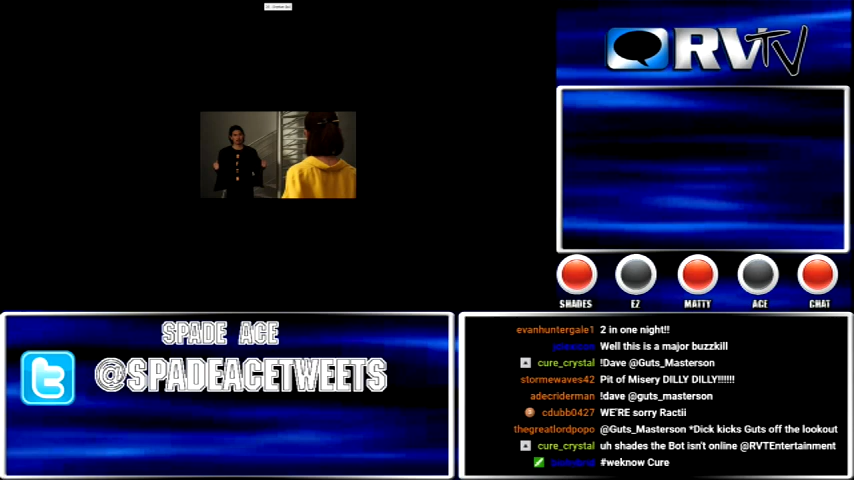 RVTV
SHADES
EZ
MATTY
ACE
CHAT
SPADE ACE
@SPADEACETWEETS
evanhuntergale1 2 in one night!!
Well this is a major buzzkill
cure_crystal !Dave @Guts_Masterson
stormewaves42 Pit of Misery DILLY DILLY!!!!!!
adecriderman !dave @guts_masterson
cdubb0427 WE'RE sorry Ractii
thegreatlordpopo @Guts_Masterson *Dick kicks Guts off the lookout
cure_crystal uh shades the Bot isn't online @RVTEntertainment
#weknow Cure